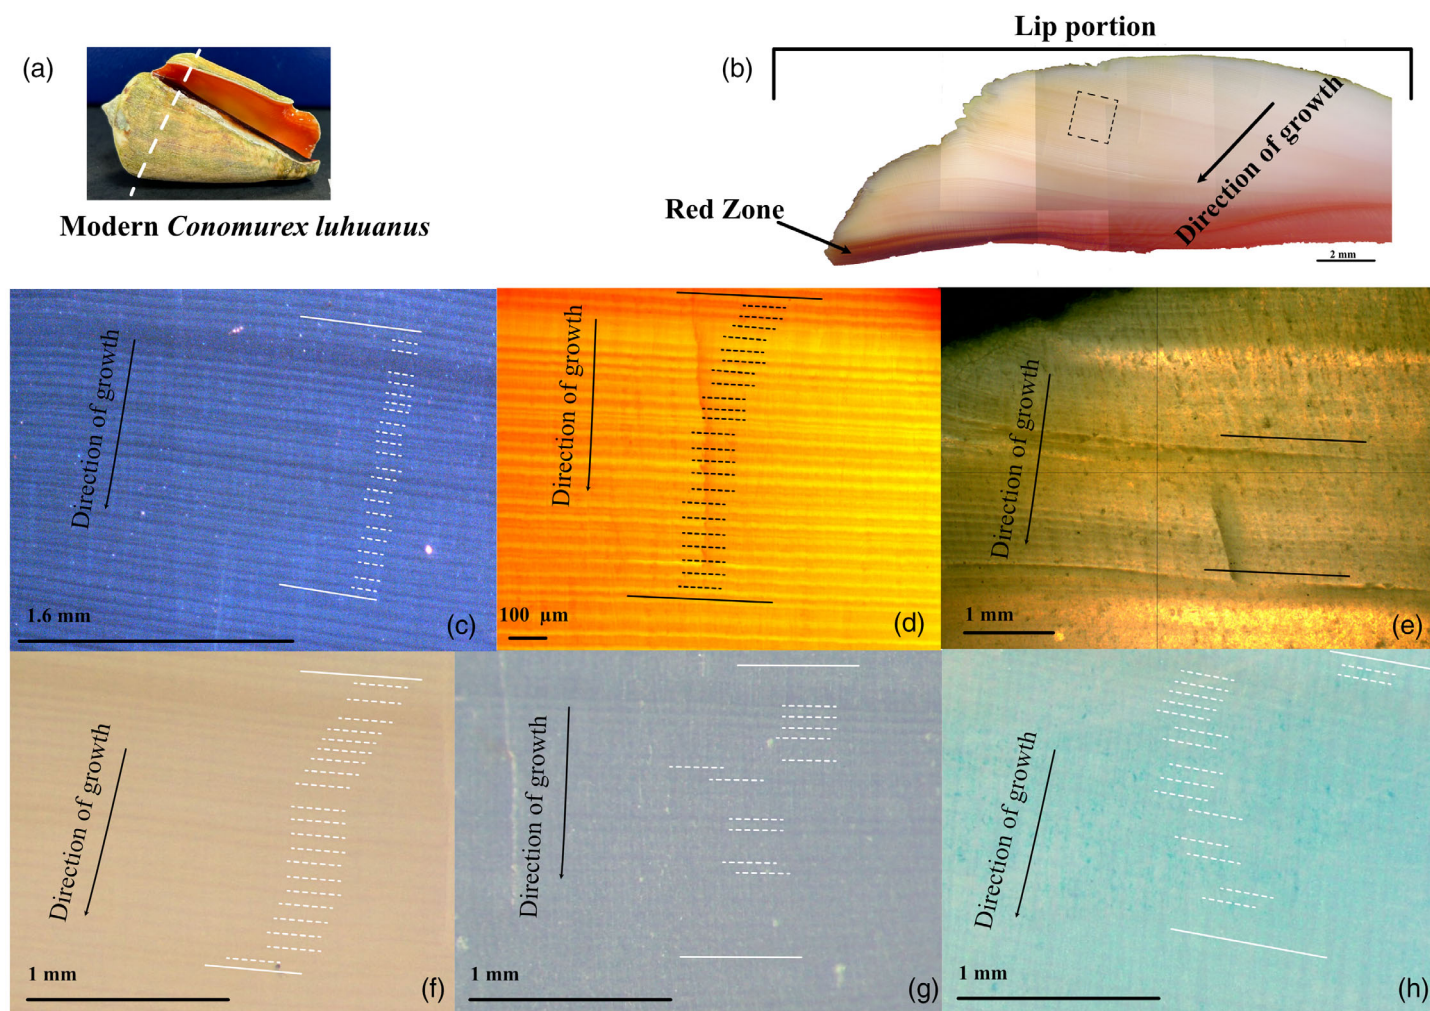 (a)
Modern Conomurex luhuanus
(b)
Lip portion
Direction of growth
Red Zone
2 mm
Direction of growth
1.6 mm
(c)
Direction of growth
100 µm
(d)
Direction of growth
1 mm
(e)
Direction of growth
1 mm
(f)
Direction of growth
1 mm
(g)
Direction of growth
1 mm
(h)